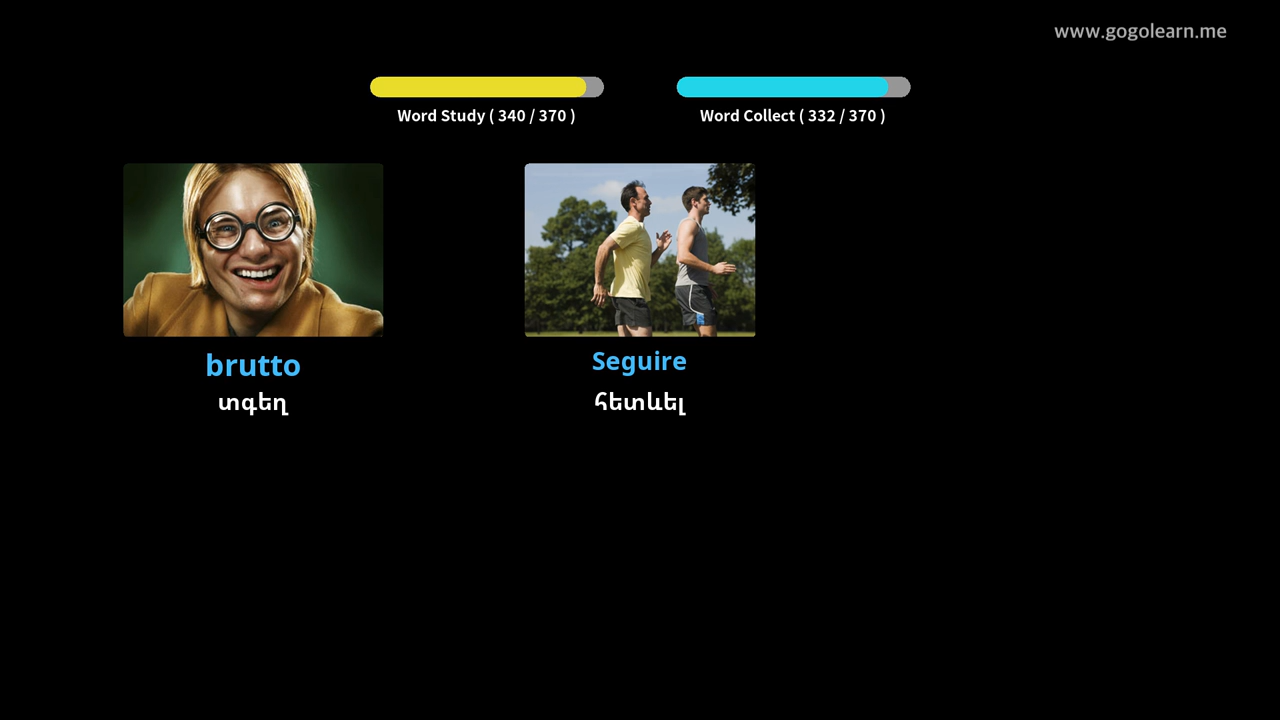 www.gogolearn.me
Word Study ( 340 / 370 )
Word Collect ( 332 / 370 )
brutto
տգեղ
Seguire
հետևել